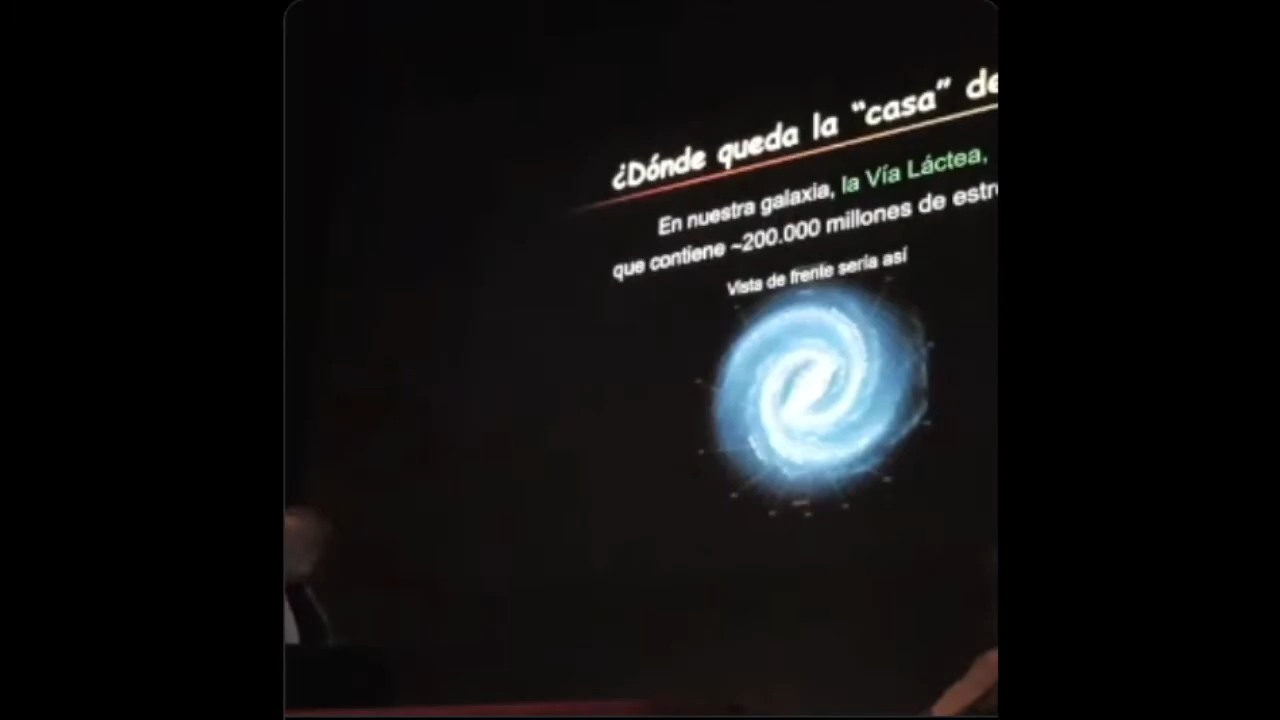 ¿Dónde queda la “casa” de
En nuestra galaxia, la Vía Láctea,
que contiene ~200.000 millones de estre
Vista de frente sería así